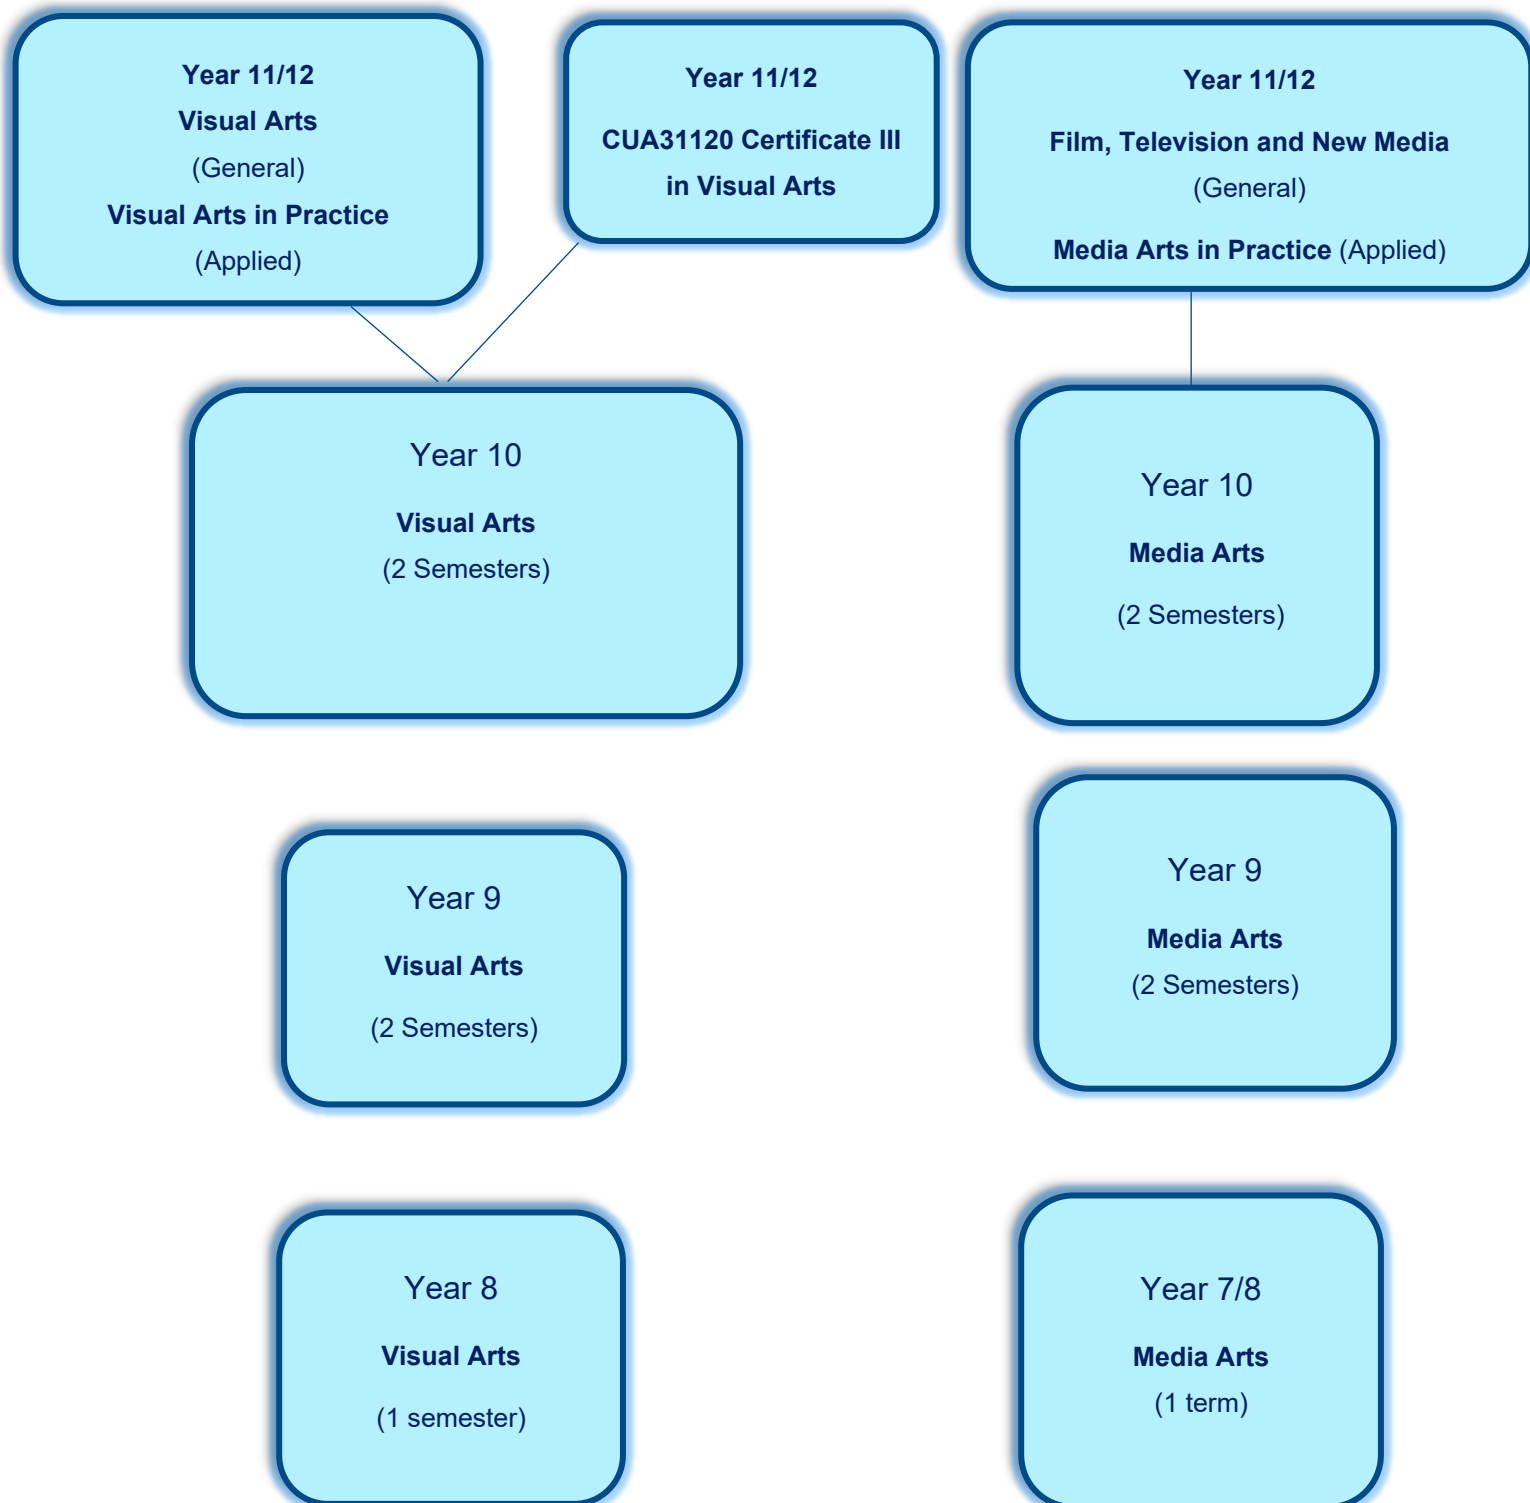 Year 11/12
Visual Arts
(General)
Visual Arts in Practice
(Applied)
Year 11/12
CUA31120 Certificate III
in Visual Arts
Year 11/12
Film, Television and New Media
(General)
Media Arts in Practice (Applied)
Year 10
Visual Arts
(2 Semesters)
Year 10
Media Arts
(2 Semesters)
Year 9
Visual Arts
(2 Semesters)
Year 9
Media Arts
(2 Semesters)
Year 8
Visual Arts
(1 semester)
Year 7/8
Media Arts
(1 term)